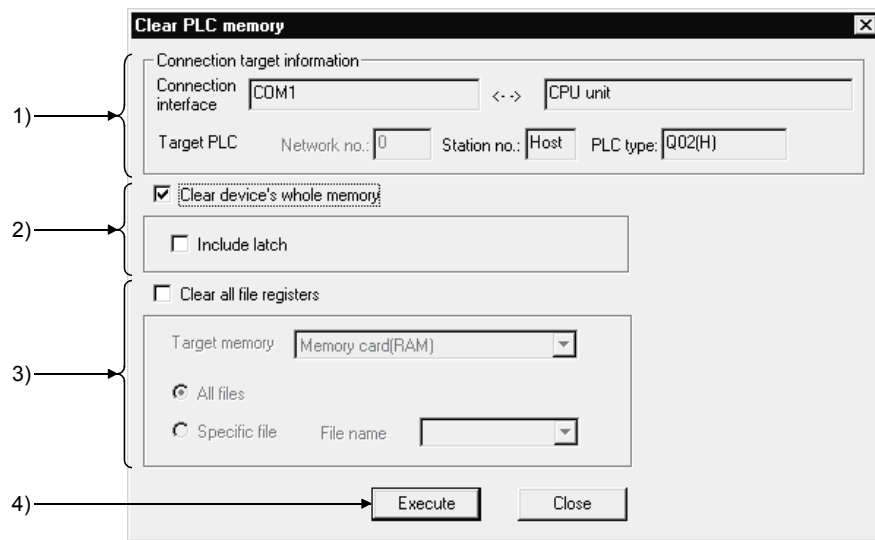 Clear PLC memory
Connection target information
1)
Connection interface COM1 <--> CPU unit
Target PLC Network no.: 0 Station no.: Host PLC type: Q02(H)
Clear device's whole memory
2)
Include latch
Clear all file registers
Target memory Memory card(RAM)
3)
All files
Specific file File name
4) Execute Close